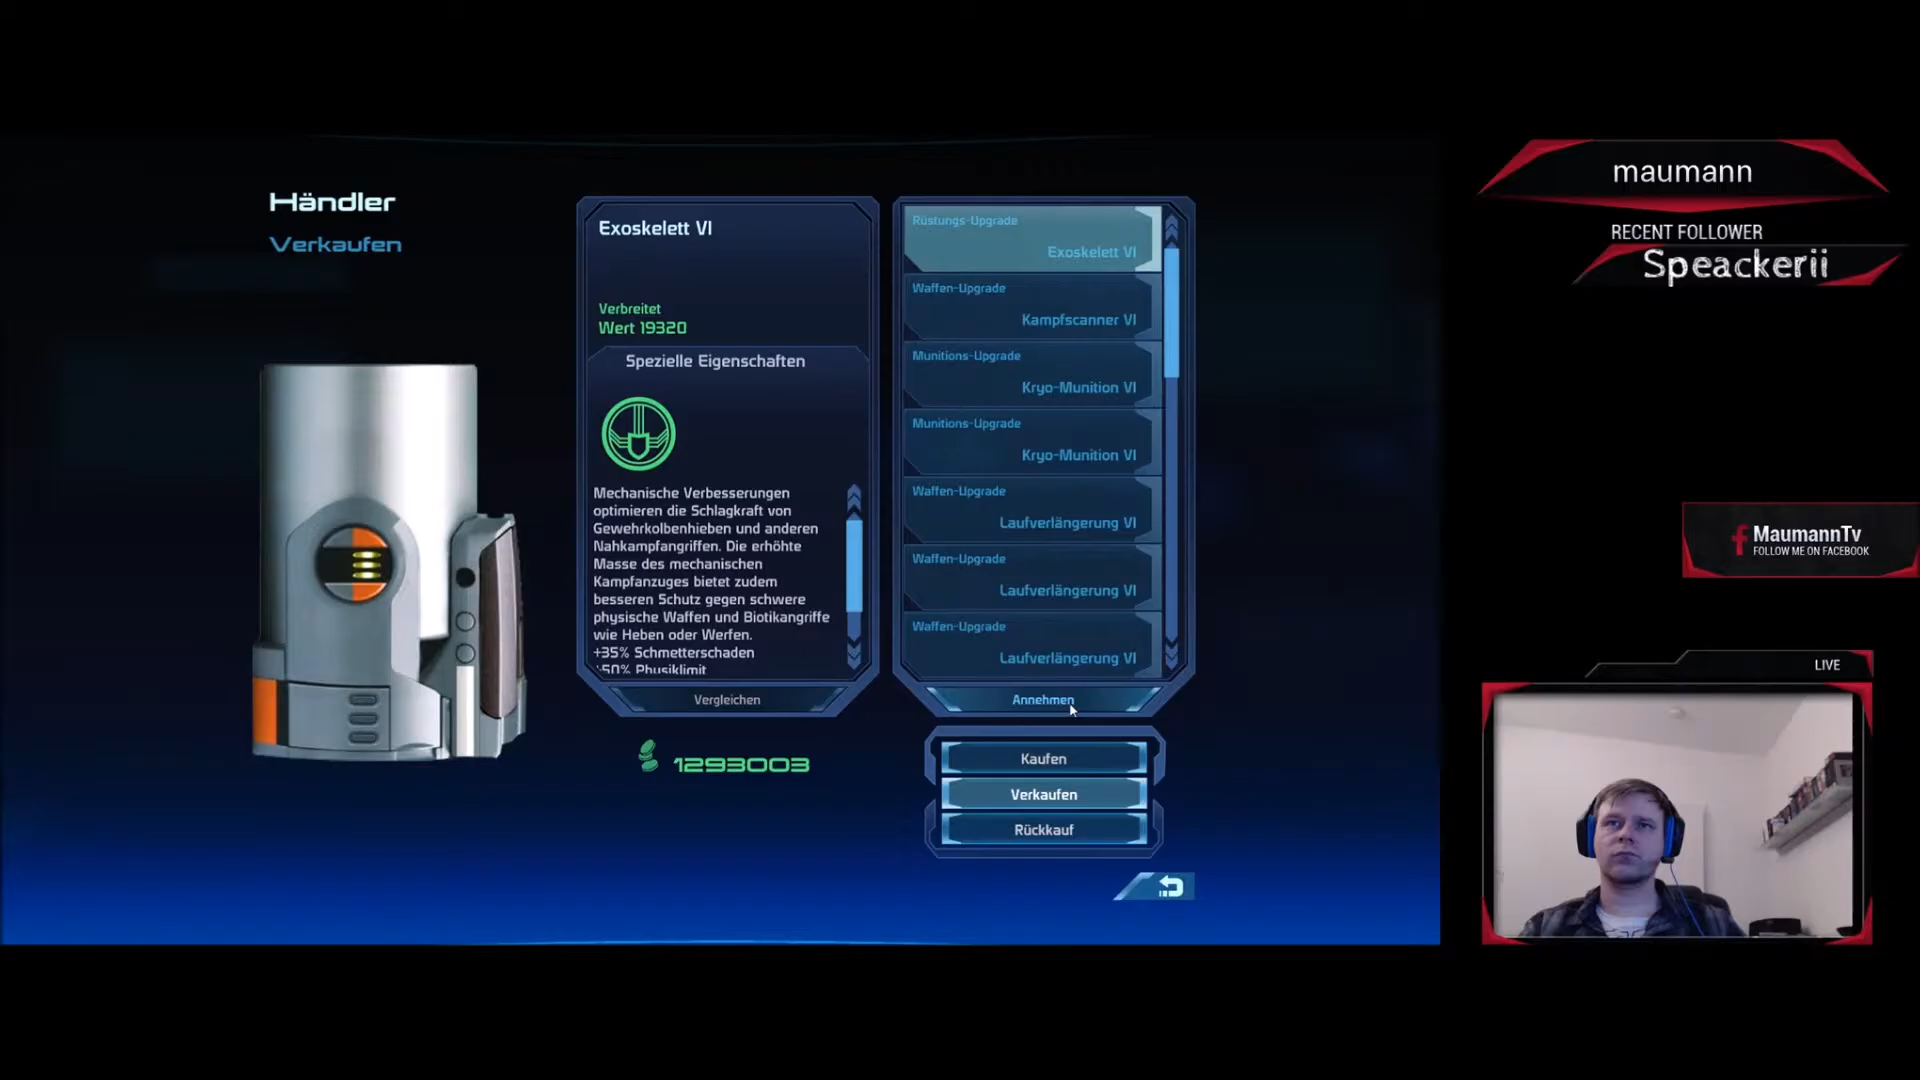 Händler
Verkaufen
Exoskelett VI
Verbreitet
Wert 19320
Spezielle Eigenschaften
Mechanische Verbesserungen
optimieren die Schlagkraft von
Gewehrkolbenhieben und anderen
Nahkampfangriffen. Die erhöhte
Masse des mechanischen
Kampfanzuges bietet zudem
besseren Schutz gegen schwere
physische Waffen und Biotikangriffe
wie Heben oder Werfen.
+35% Schmetterschaden
+50% Physiklimit
Vergleichen
1293003
Rüstungs-Upgrade
Exoskelett VI
Waffen-Upgrade
Kampfscanner VI
Munitions-Upgrade
Kryo-Munition VI
Munitions-Upgrade
Kryo-Munition VI
Waffen-Upgrade
Laufverlängerung VI
Waffen-Upgrade
Laufverlängerung VI
Waffen-Upgrade
Laufverlängerung VI
Annehmen
Kaufen
Verkaufen
Rückkauf
maumann
RECENT FOLLOWER
Speackerii
MaumannTv
FOLLOW ME ON FACEBOOK
LIVE